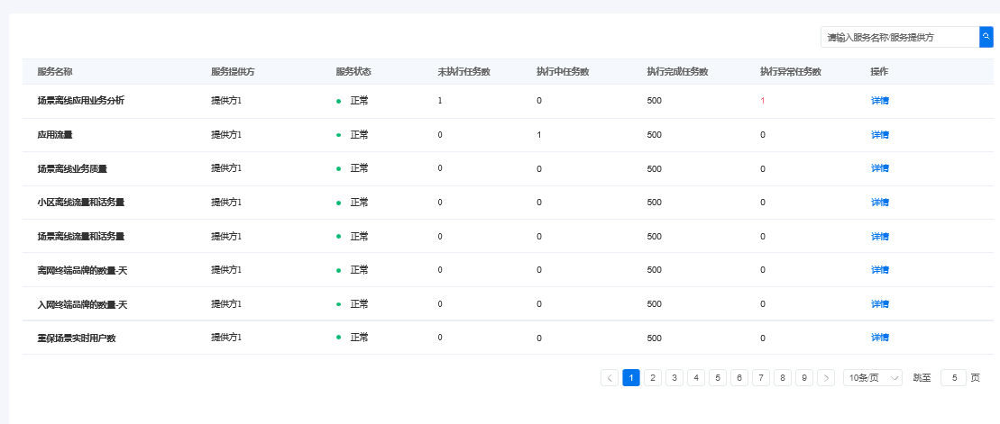 请输入服务名称/服务提供方
服务名称 服务提供方 服务状态 未执行任务数 执行中任务数 执行完成任务数 执行异常任务数 操作
场景离线应用业务分析 提供方1 正常 1 0 500 1 详情
应用流量 提供方1 正常 0 1 500 0 详情
场景离线业务质量 提供方1 正常 0 0 500 0 详情
小区离线流量和话务量 提供方1 正常 0 0 500 0 详情
场景离线流量和话务量 提供方1 正常 0 0 500 0 详情
离网终端品牌的数量-天 提供方1 正常 0 0 500 0 详情
入网终端品牌的数量-天 提供方1 正常 0 0 500 0 详情
重保场景实时用户数 提供方1 正常 0 0 500 0 详情
1 2 3 4 5 6 7 8 9 10条/页 跳至 5 页